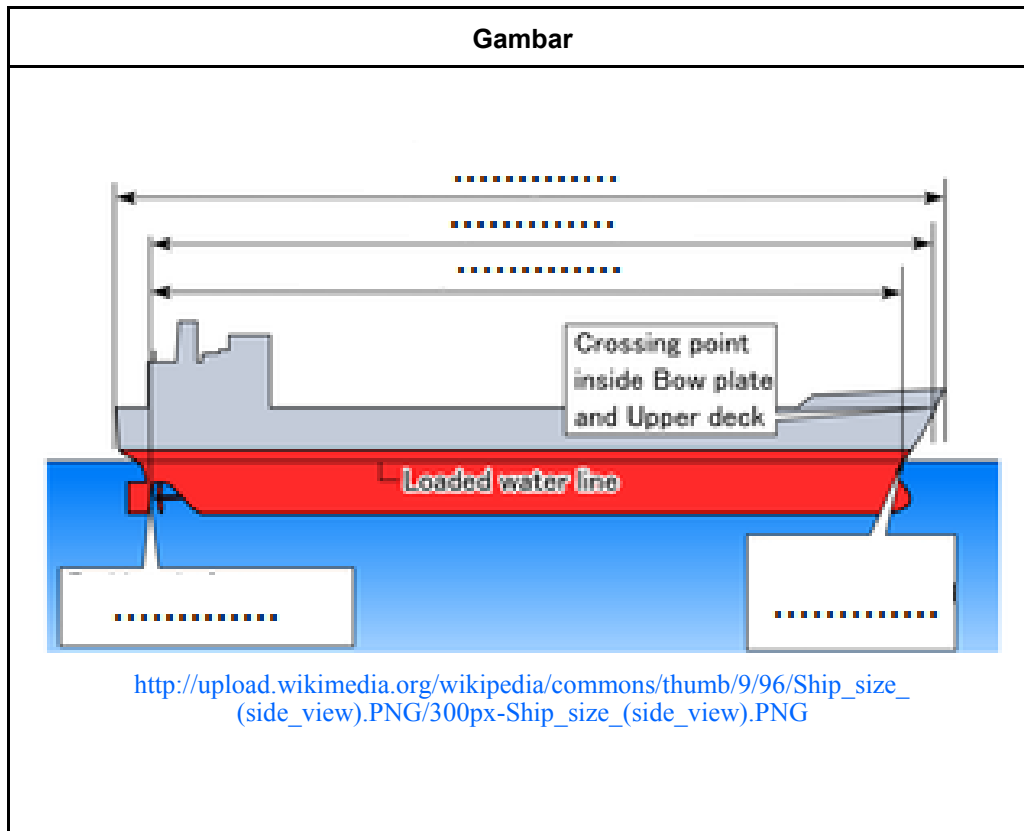 Gambar
.............
.............
.............
Crossing point
inside Bow plate
and Upper deck
Loaded water line
.............
.............
http://upload.wikimedia.org/wikipedia/commons/thumb/9/96/Ship_size_
(side_view).PNG/300px-Ship_size_(side_view).PNG